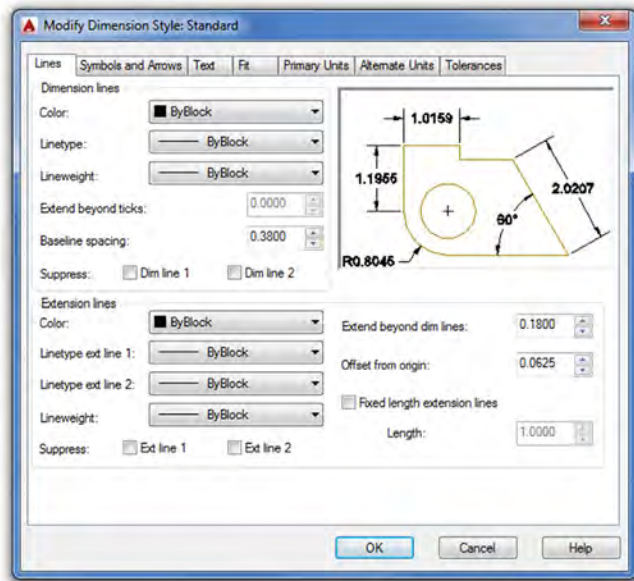 A Modify Dimension Style: Standard
Lines Symbols and Arrows Text Fit Primary Units Alternate Units Tolerances
Dimension lines
Color: ByBlock
Linetype: ByBlock
Lineweight: ByBlock
Extend beyond ticks: 0.0000
Baseline spacing: 0.3800
Suppress: Dim line 1 Dim line 2
1.0159
1.1955
2.0207
60°
R0.8045
Extension lines
Color: ByBlock
Linetype ext line 1: ByBlock
Linetype ext line 2: ByBlock
Lineweight: ByBlock
Suppress: Ext line 1 Ext line 2
Extend beyond dim lines: 0.1800
Offset from origin: 0.0625
Fixed length extension lines
Length: 1.0000
OK Cancel Help